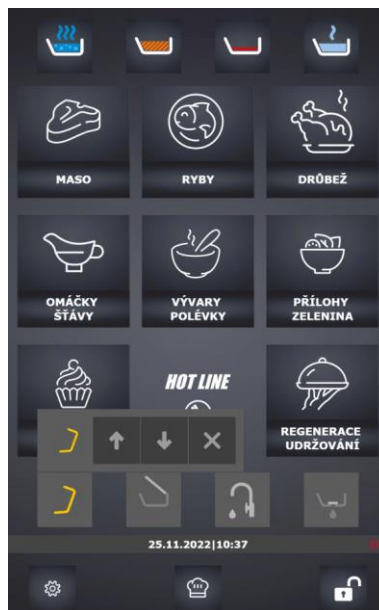 MASO
RYBY
DRŮBEŽ
OMÁČKY
ŠŤÁVY
VÝVARY
POLÉVKY
PŘÍLOHY
ZELENINA
HOT LINE
REGENERACE
UDRŽOVÁNÍ
25.11.2022|10:37